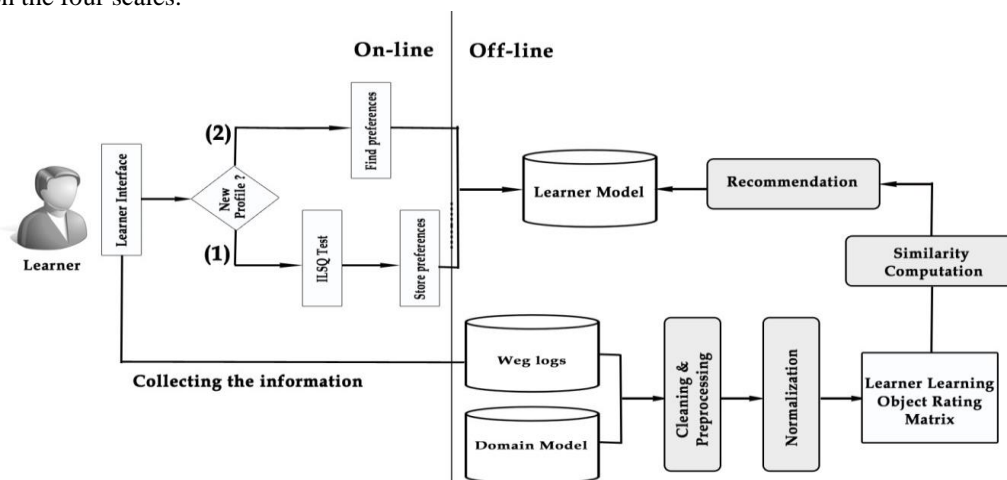 on the four scales.
On-line
Off-line
(2)
Find preferences
Learner Interface
New
Profile ?
Learner
(1)
ILSQ Test
Store preferences
Learner Model
Recommendation
Similarity
Computation
Collecting the information
Weg logs
Domain Model
Cleaning &
Preprocessing
Normalization
Learner Learning
Object Rating
Matrix